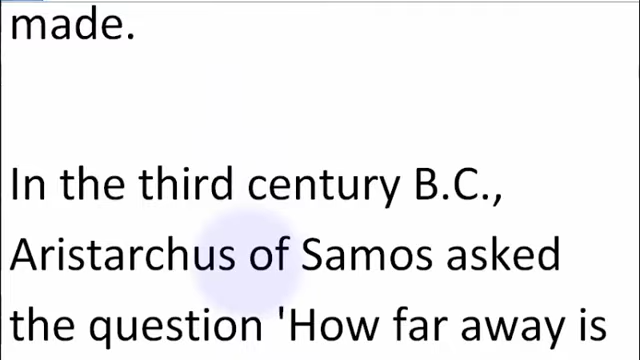 made.
In the third century B.C.,
Aristarchus of Samos asked
the question 'How far away is